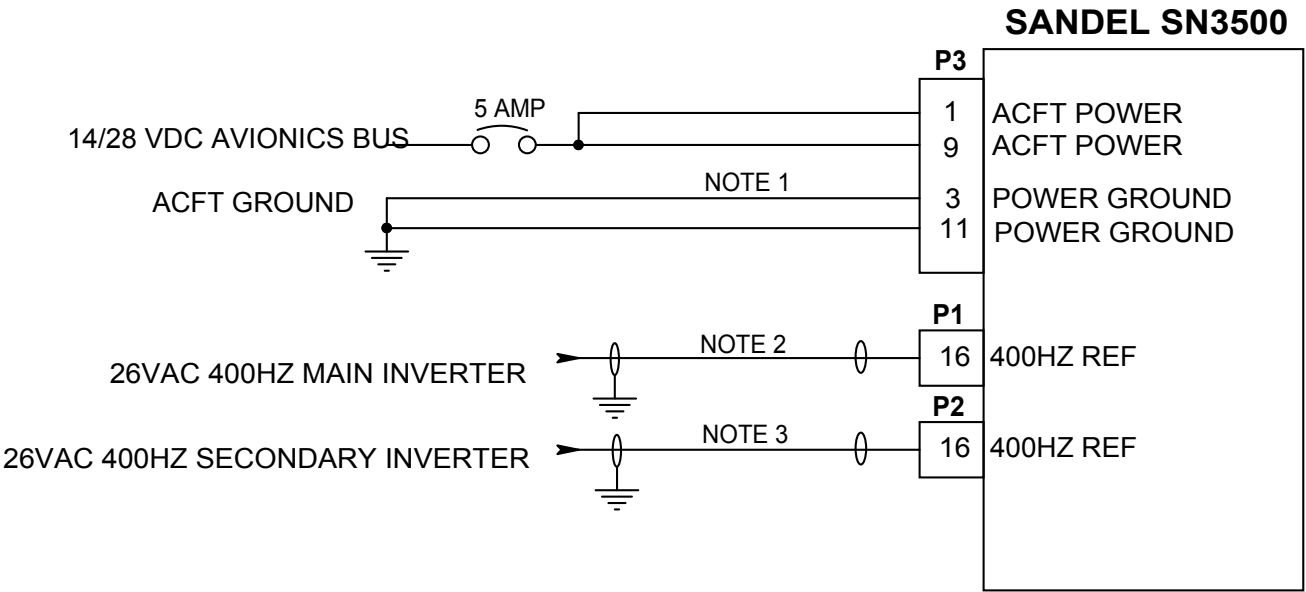 SANDEL SN3500
P3
5 AMP
1 ACFT POWER
14/28 VDC AVIONICS BUS
9 ACFT POWER
NOTE 1
ACFT GROUND
3 POWER GROUND
11 POWER GROUND
P1
NOTE 2
16 400HZ REF
26VAC 400HZ MAIN INVERTER
P2
NOTE 3
16 400HZ REF
26VAC 400HZ SECONDARY INVERTER